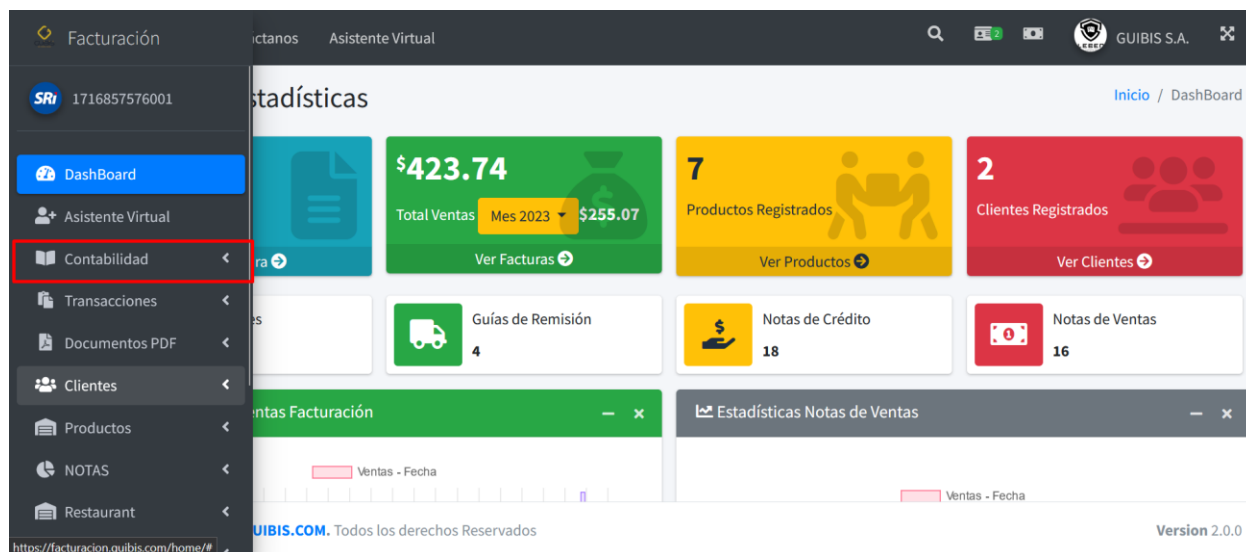 Facturación
ctanos
Asistente Virtual
2
GUIBIS S.A.
SRi
1716857576001
stadísticas
Inicio / DashBoard
DashBoard
Asistente Virtual
Contabilidad
Transacciones
Documentos PDF
Clientes
Productos
NOTAS
Restaurant
ra
$423.74
Total Ventas
Mes 2023
$255.07
Ver Facturas
7
Productos Registrados
Ver Productos
2
Clientes Registrados
Ver Clientes
es
Guías de Remisión
4
Notas de Crédito
18
Notas de Ventas
16
entas Facturación
Estadísticas Notas de Ventas
Ventas - Fecha
Ventas - Fecha
UIBIS.COM. Todos los derechos Reservados
Version 2.0.0
https://facturacion.guibis.com/home/#